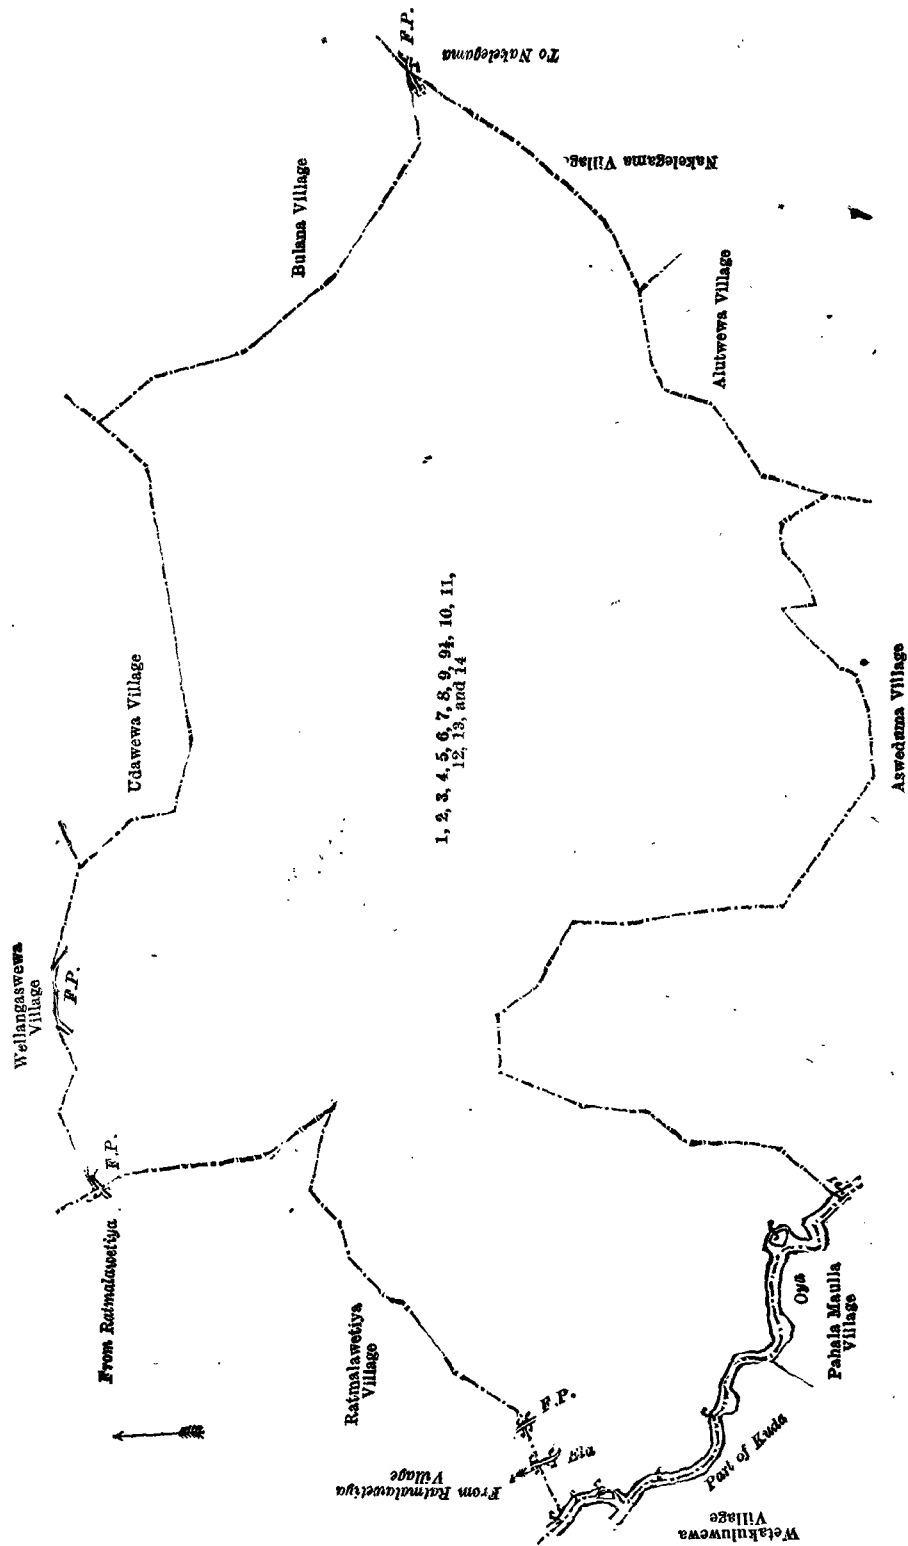 F.P.
To Nakelegama
Bulana Village
Nakelegama Village
Alutwewa Village
Udawewa Village
1, 2, 3, 4, 5, 6, 7, 8, 9, 9½, 10, 11,
12, 13, and 14
Aswedama Village
Wellangaswewa
Village
F.P.
F.P.
From Ratmalawetiya
Ratmalawetiya
Village
F.P.
F.P.
From Ratmalawetiya
Village
Part of Kuda
Oya
Pahala Maulla
Village
Wetakuluwewa
Village